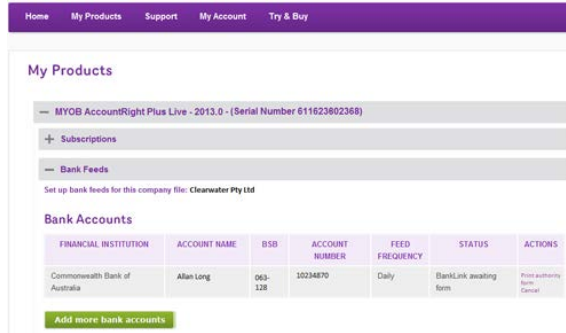 Home My Products Support My Account Try & Buy
My Products
MYOB AccountRight Plus Live - 2013.0 - (Serial Number 611623602368)
Subscriptions
Bank Feeds
Set up bank feeds for this company file: Clearwater Pty Ltd
Bank Accounts
FINANCIAL INSTITUTION ACCOUNT NAME BSB ACCOUNT NUMBER FEED FREQUENCY STATUS ACTIONS
Commonwealth Bank of Australia Allan Long 063-128 10234870 Daily BankLink awaiting form Print authority form Cancel
Add more bank accounts